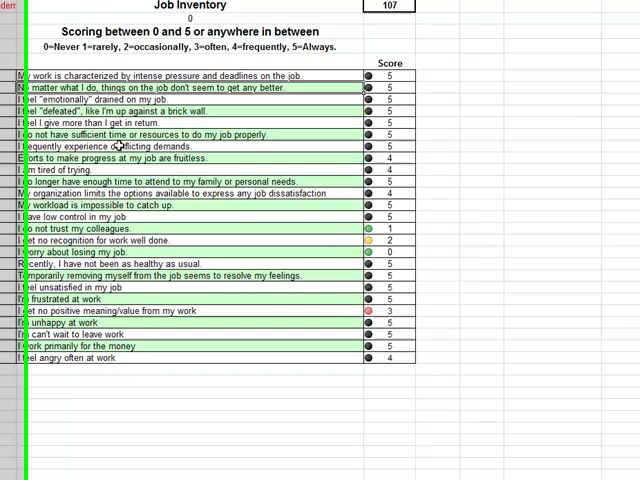 Job Inventory 107
0
Scoring between 0 and 5 or anywhere in between
0=Never 1=rarely, 2=occasionally, 3=often, 4=frequently, 5=Always.
Score
My work is characterized by intense pressure and deadlines on the job. 5
No matter what I do, things on the job don't seem to get any better. 5
I feel "emotionally" drained on my job. 5
I feel "defeated", like I'm up against a brick wall. 5
I feel I give more than I get in return. 5
I do not have sufficient time or resources to do my job properly. 5
I frequently experience conflicting demands. 5
Efforts to make progress at my job are fruitless. 4
I am tired of trying. 4
I no longer have enough time to attend to my family or personal needs. 5
My organization limits the options available to express any job dissatisfaction 4
My workload is impossible to catch up. 5
I have low control in my job 5
I do not trust my colleagues. 1
I get no recognition for work well done. 2
I worry about losing my job. 0
Recently, I have not been as healthy as usual. 5
Temporarily removing myself from the job seems to resolve my feelings. 5
I feel unsatisfied in my job 5
I'm frustrated at work 5
I get no positive meaning/value from my work 3
I'm unhappy at work 5
I'm can't wait to leave work 5
I work primarily for the money 5
I feel angry often at work 4